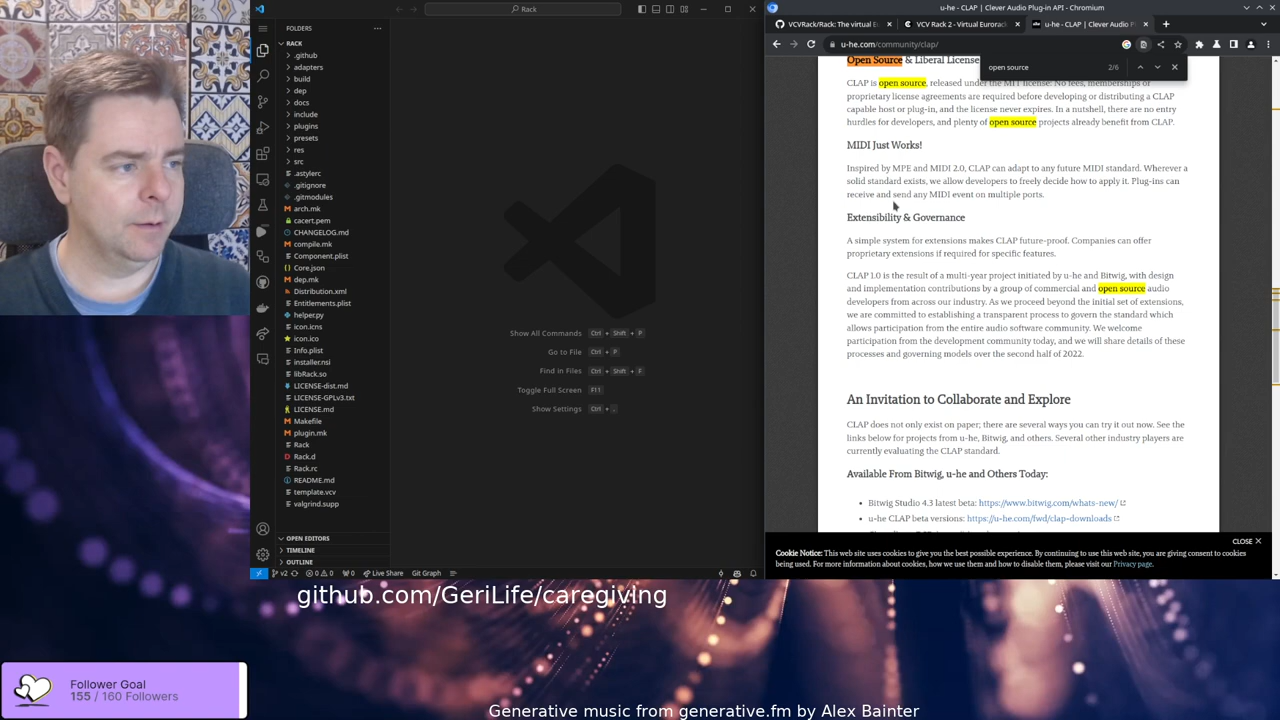 Rack
u-he - CLAP | Clever Audio Plug-in API - Chromium
FOLDERS
RACK
.github
adapters
build
dep
docs
include
plugins
presets
res
src
.astylerc
.gitignore
.gitmodules
arch.mk
cacert.pem
CHANGELOG.md
compile.mk
Component.plist
Core.json
dep.mk
Distribution.xml
Entitlements.plist
helper.py
icon.icns
icon.ico
Info.plist
installer.nsi
libRack.so
LICENSE-dist.md
LICENSE-GPLv3.txt
LICENSE.md
Makefile
plugin.mk
Rack
Rack.d
Rack.rc
README.md
template.vcv
valgrind.supp
OPEN EDITORS
TIMELINE
OUTLINE
v2 0 0 0 Live Share Git Graph
Show All Commands Ctrl + Shift + P
Go to File Ctrl + P
Find in Files Ctrl + Shift + F
Toggle Full Screen F11
Show Settings Ctrl + ,
VCVRack/Rack: The virtual E
VCV Rack 2 - Virtual Eurorac
u-he - CLAP | Clever Audio P
u-he.com/community/clap/
open source 2/6
Open Source & Liberal License
CLAP is open source, released under the MIT license: No fees, memberships or
proprietary license agreements are required before developing or distributing a CLAP
capable host or plug-in, and the license never expires. In a nutshell, there are no entry
hurdles for developers, and plenty of open source projects already benefit from CLAP.
MIDI Just Works!
Inspired by MPE and MIDI 2.0, CLAP can adapt to any future MIDI standard. Wherever a
solid standard exists, we allow developers to freely decide how to apply it. Plug-ins can
receive and send any MIDI event on multiple ports.
Extensibility & Governance
A simple system for extensions makes CLAP future-proof. Companies can offer
proprietary extensions if required for specific features.
CLAP 1.0 is the result of a multi-year project initiated by u-he and Bitwig, with design
and implementation contributions by a group of commercial and open source audio
developers from across our industry. As we proceed beyond the initial set of extensions,
we are committed to establishing a transparent process to govern the standard which
allows participation from the entire audio software community. We welcome
participation from the development community today, and we will share details of these
processes and governing models over the second half of 2022.
An Invitation to Collaborate and Explore
CLAP does not only exist on paper; there are several ways you can try it out now. See the
links below for projects from u-he, Bitwig, and others. Several other industry players are
currently evaluating the CLAP standard.
Available From Bitwig, u-he and Others Today:
• Bitwig Studio 4.3 latest beta: https://www.bitwig.com/whats-new/
• u-he CLAP beta versions: https://u-he.com/fwd/clap-downloads
CLOSE
Cookie Notice: This web site uses cookies to give you the best possible experience. By continuing to use this web site, you are giving consent to cookies
being used. For more information about cookies, how we use them and how to disable them, please visit our Privacy page.
github.com/GeriLife/caregiving
Follower Goal
155 / 160 Followers
Generative music from generative.fm by Alex Bainter